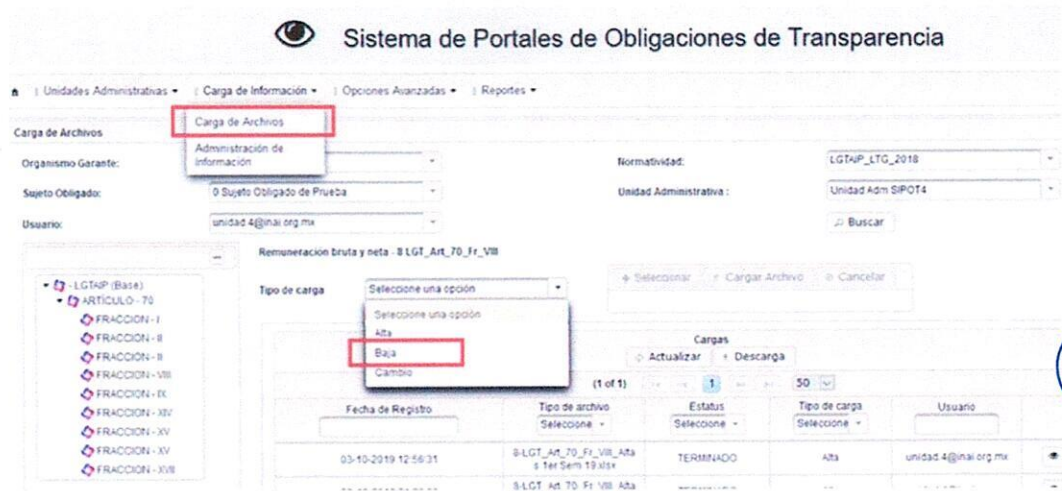 Sistema de Portales de Obligaciones de Transparencia
Unidades Administrativas Carga de Información Opciones Avanzadas Reportes
Carga de Archivos
Administración de Información
Carga de Archivos
Organismo Garante:
Normatividad: LGTAIP_LTG_2018
Sujeto Obligado: 0 Sujeto Obligado de Prueba
Unidad Administrativa : Unidad Adm SIPOT4
Usuario: unidad.4@inai.org.mx
Buscar
Remuneración bruta y neta - 8 LGT_Art_70_Fr_VIII
Tipo de carga Seleccione una opción
+ Seleccionar Cargar Archivo Cancelar
Seleccione una opción
Alta
Baja
Cambio
- LGTAIP (Base)
ARTÍCULO - 70
FRACCION - I
FRACCION - II
FRACCION - II
FRACCION - VIII
FRACCION - IX
FRACCION - XIV
FRACCION - XV
FRACCION - XV
FRACCION - XVII
Cargas
Actualizar Descarga
(1 of 1) 1 50
Fecha de Registro Tipo de archivo Estatus Tipo de carga Usuario
Seleccione Seleccione Seleccione
03-10-2019 12:56:31 8-LGT_Art_70_Fr_VIII_Alta s 1er Sem 19.xlsx TERMINADO Alta unidad.4@inai.org.mx
8-LGT_Art_70_Fr_VIII_Alta